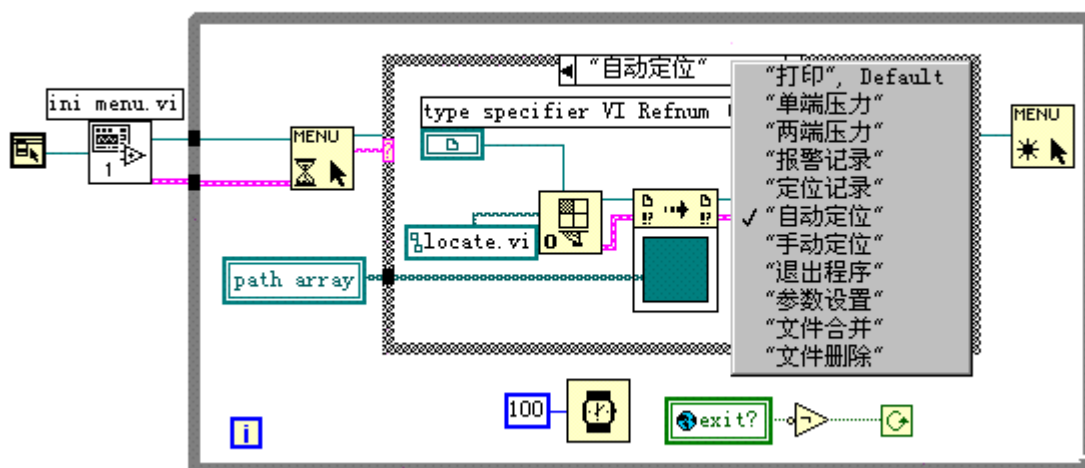 ini menu.vi
1
MENU
"自动定位"
type specifier VI Refnum
?
locate.vi
0
!? !?
path array
"打印", Default
"单端压力"
"两端压力"
"报警记录"
"定位记录"
✓ "自动定位"
"手动定位"
"退出程序"
"参数设置"
"文件合并"
"文件删除"
MENU
i
100
exit?